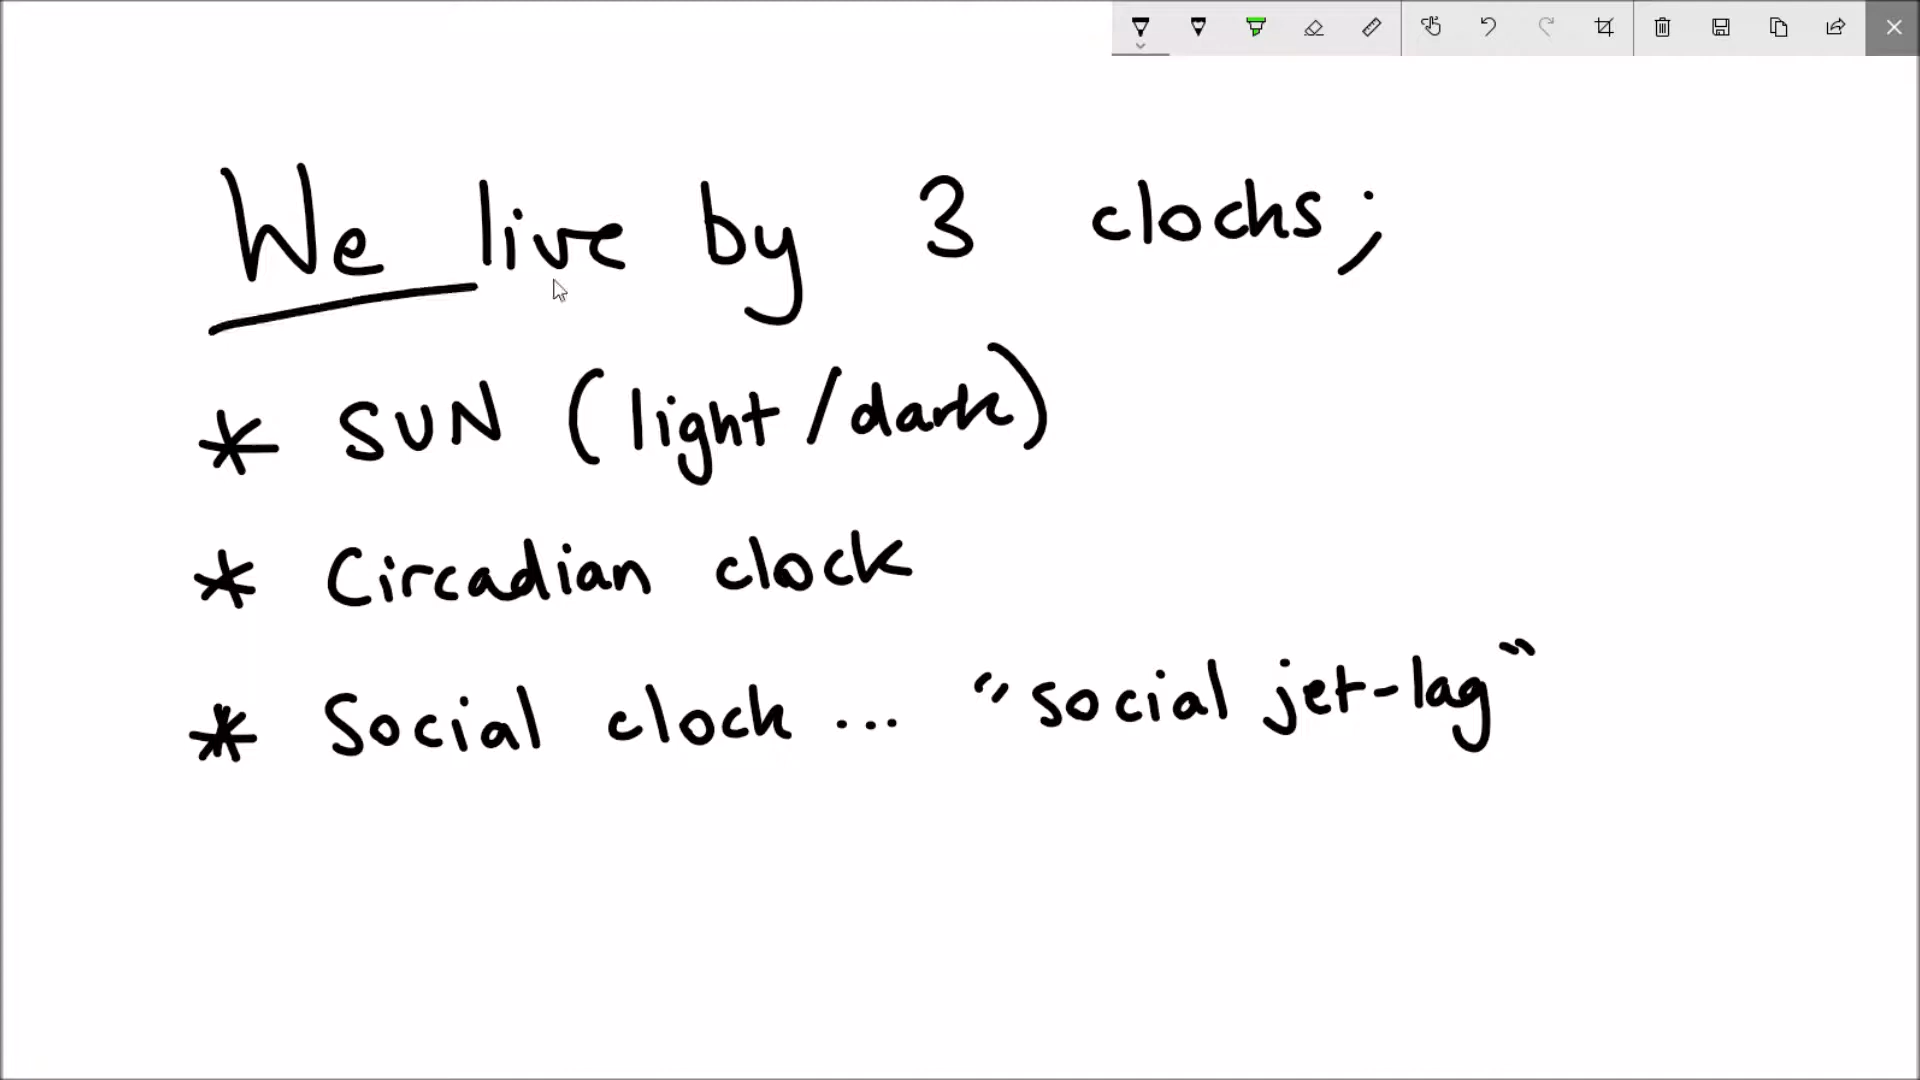 We live by 3 clocks;
* SUN (light/dark)
* Circadian clock
* Social clock ... "social jet-lag"